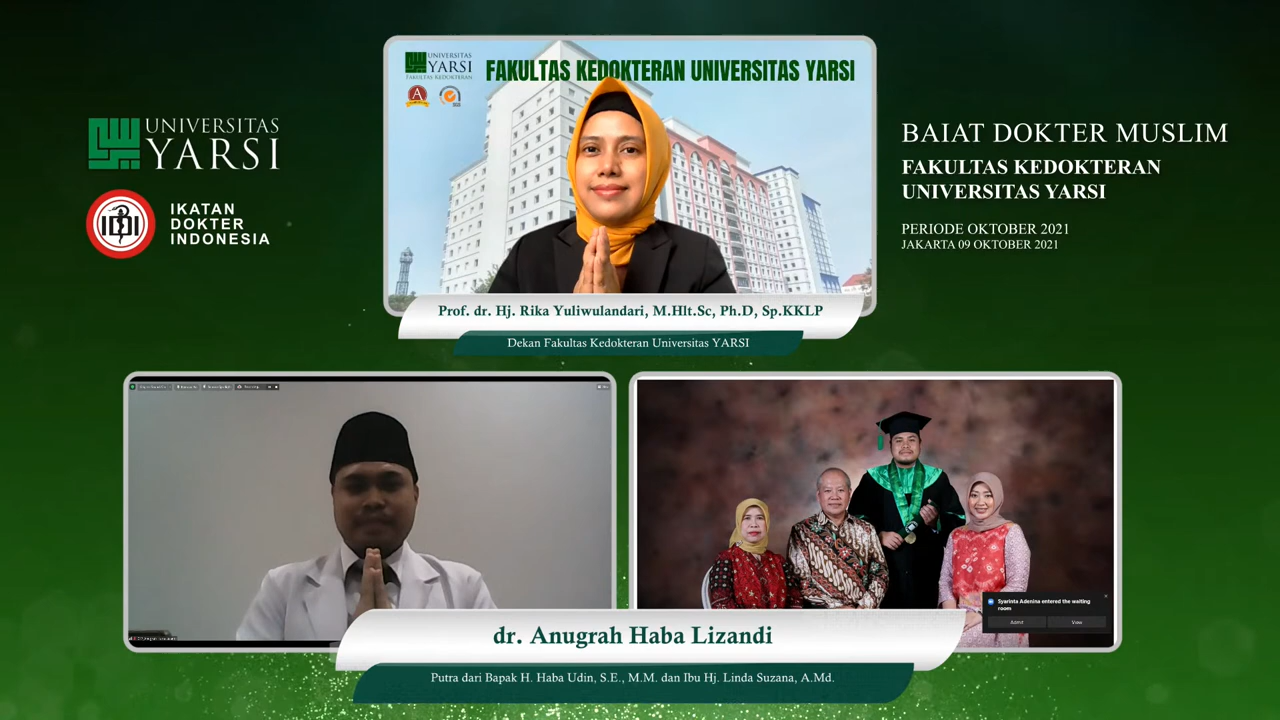 UNIVERSITAS
YARSI
IKATAN
DOKTER
INDONESIA
UNIVERSITAS
YARSI
FAKULTAS KEDOKTERAN
FAKULTAS KEDOKTERAN UNIVERSITAS YARSI
A
SGS
Prof. dr. Hj. Rika Yuliwulandari, M.Hlt.Sc, Ph.D, Sp.KKLP
Dekan Fakultas Kedokteran Universitas YARSI
BAIAT DOKTER MUSLIM
FAKULTAS KEDOKTERAN
UNIVERSITAS YARSI
PERIODE OKTOBER 2021
JAKARTA 09 OKTOBER 2021
Syarinta Adenina entered the waiting
room
Admit
View
dr. Anugrah Haba Lizandi
Putra dari Bapak H. Haba Udin, S.E., M.M. dan Ibu Hj. Linda Suzana, A.Md.